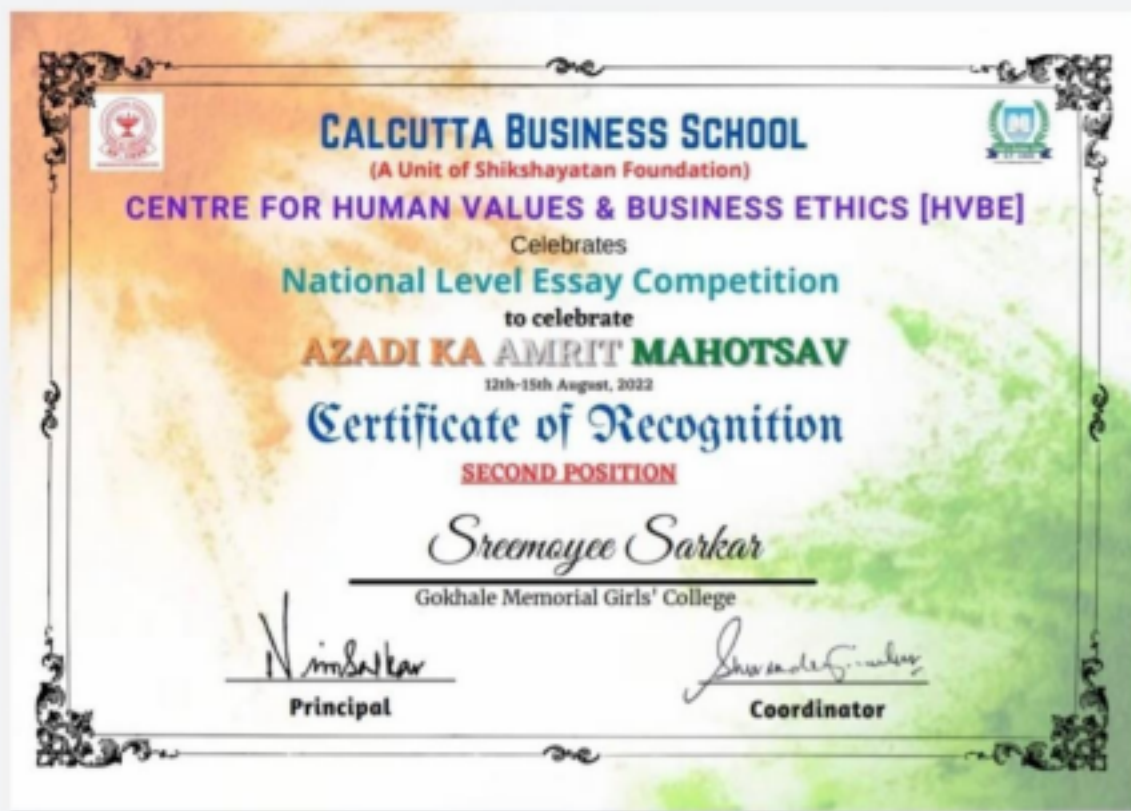 CALCUTTA BUSINESS SCHOOL
(A Unit of Shikshayatan Foundation)
CENTRE FOR HUMAN VALUES & BUSINESS ETHICS [HVBE]
Celebrates
National Level Essay Competition
to celebrate
AZADI KA AMRIT MAHOTSAV
12th-15th August, 2022
Certificate of Recognition
SECOND POSITION
Sreemoyee Sarkar
Gokhale Memorial Girls' College
Principal
Coordinator